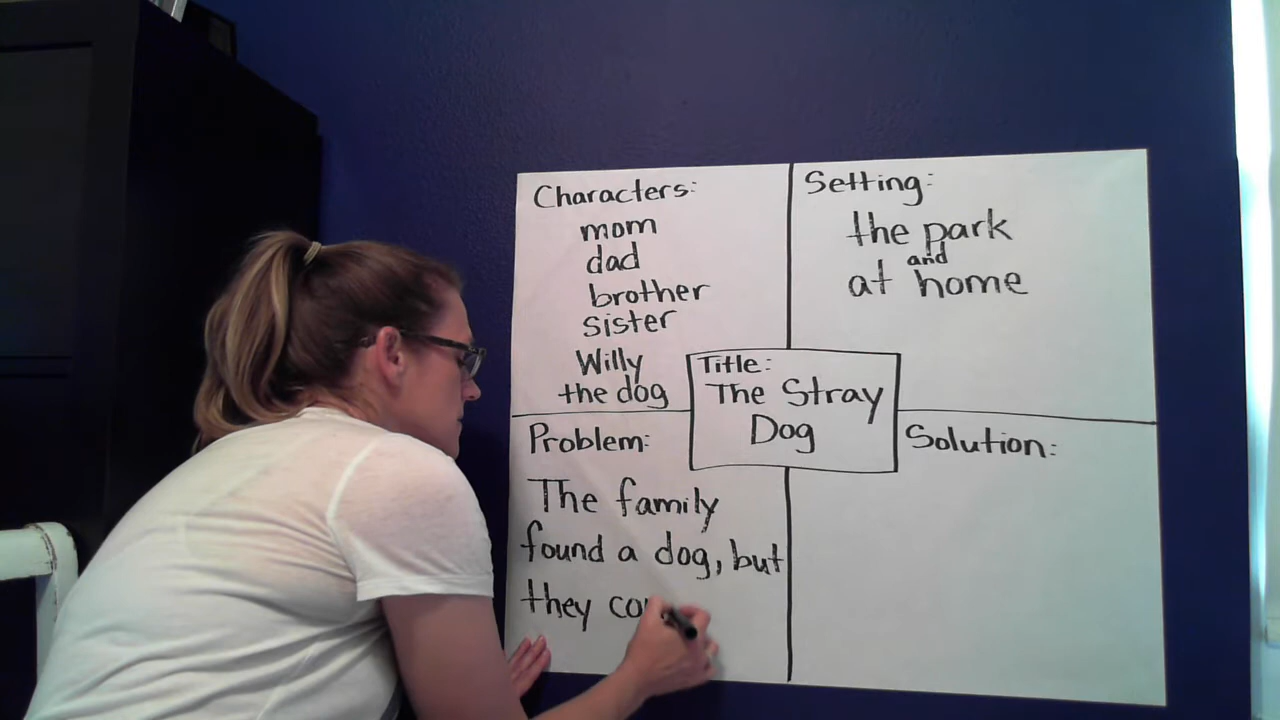 Characters:
mom
dad
brother
sister
Willy
the dog
Setting:
the park
and
at home
Title:
The Stray
Dog
Problem:
The family
found a dog, but
they
Solution: